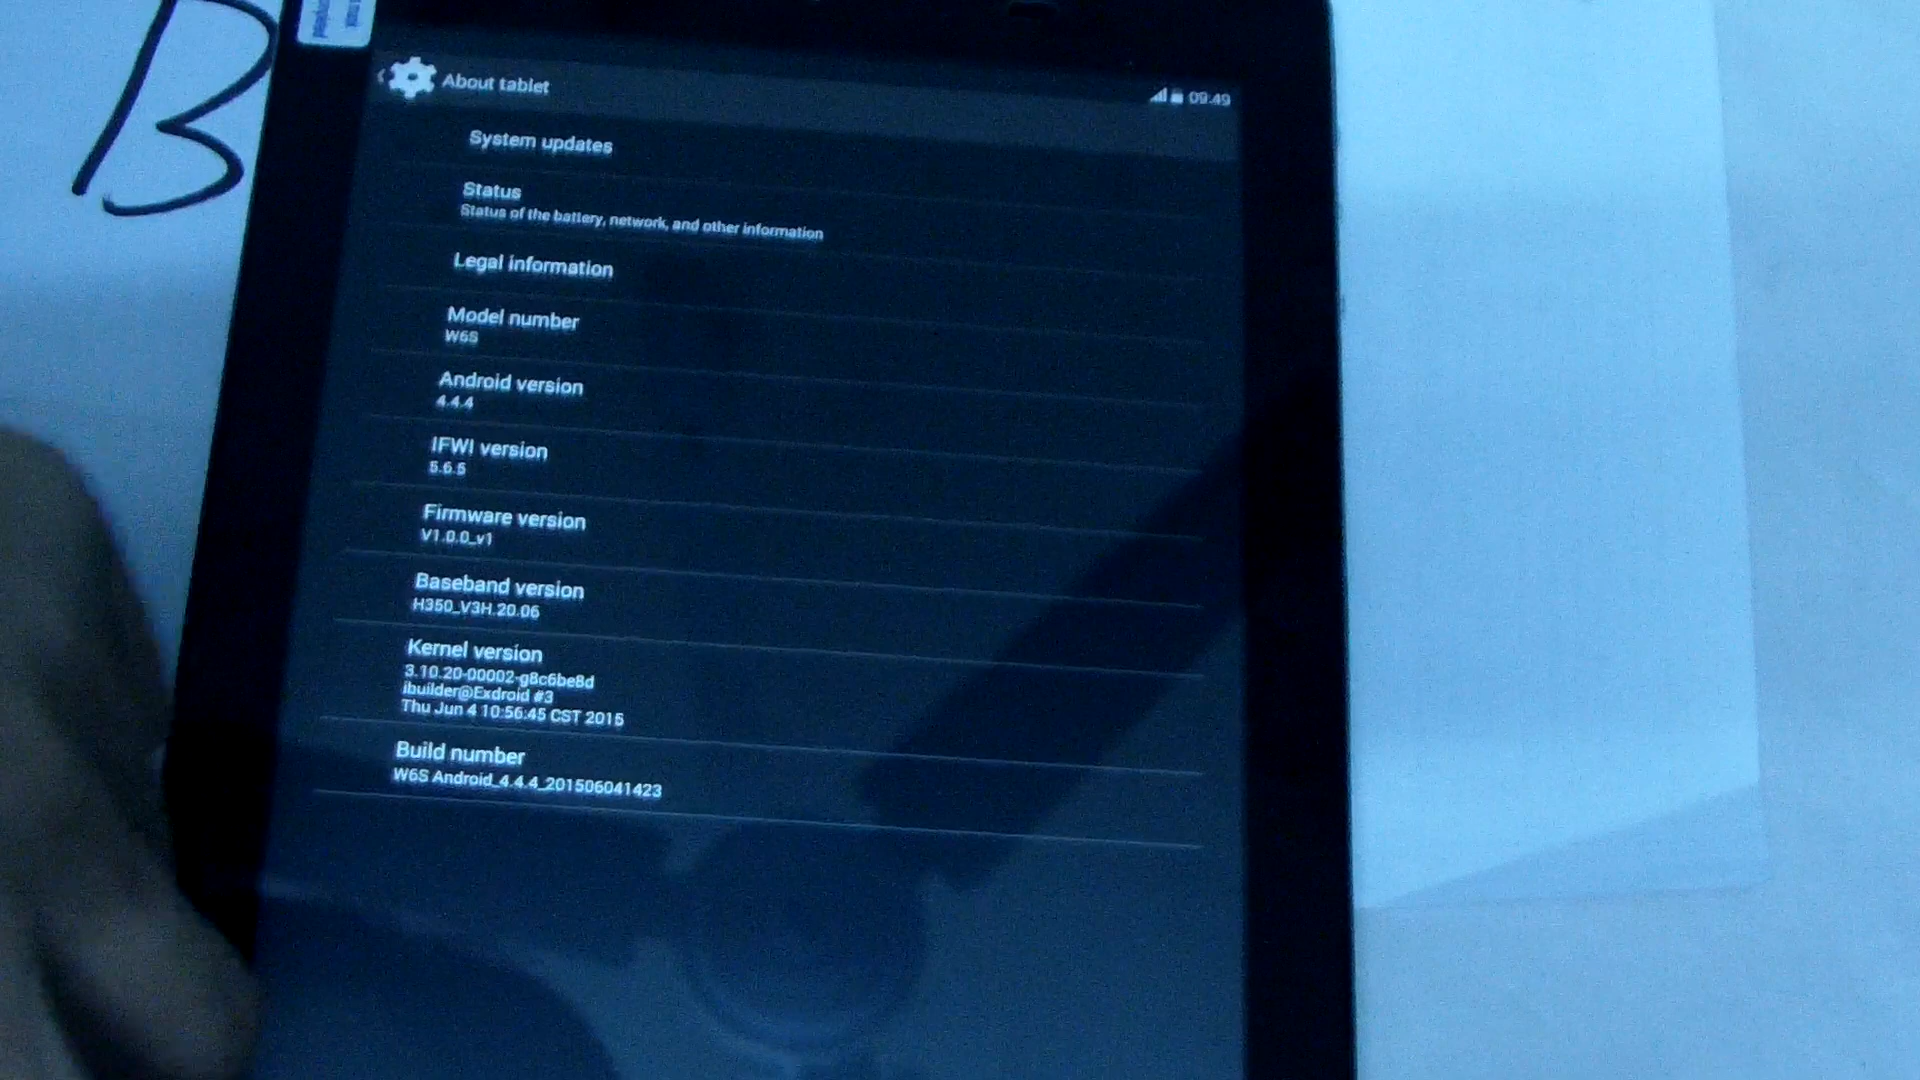 B
About tablet
09:49
System updates
Status
Status of the battery, network, and other information
Legal information
Model number
W6S
Android version
4.4.4
IFWI version
5.6.5
Firmware version
V1.0.0_v1
Baseband version
H350_V3H.20.06
Kernel version
3.10.20-00002-g8c6be8d
ibuilder@Exdroid #3
Thu Jun 4 10:56:45 CST 2015
Build number
W6S Android_4.4.4_201506041423